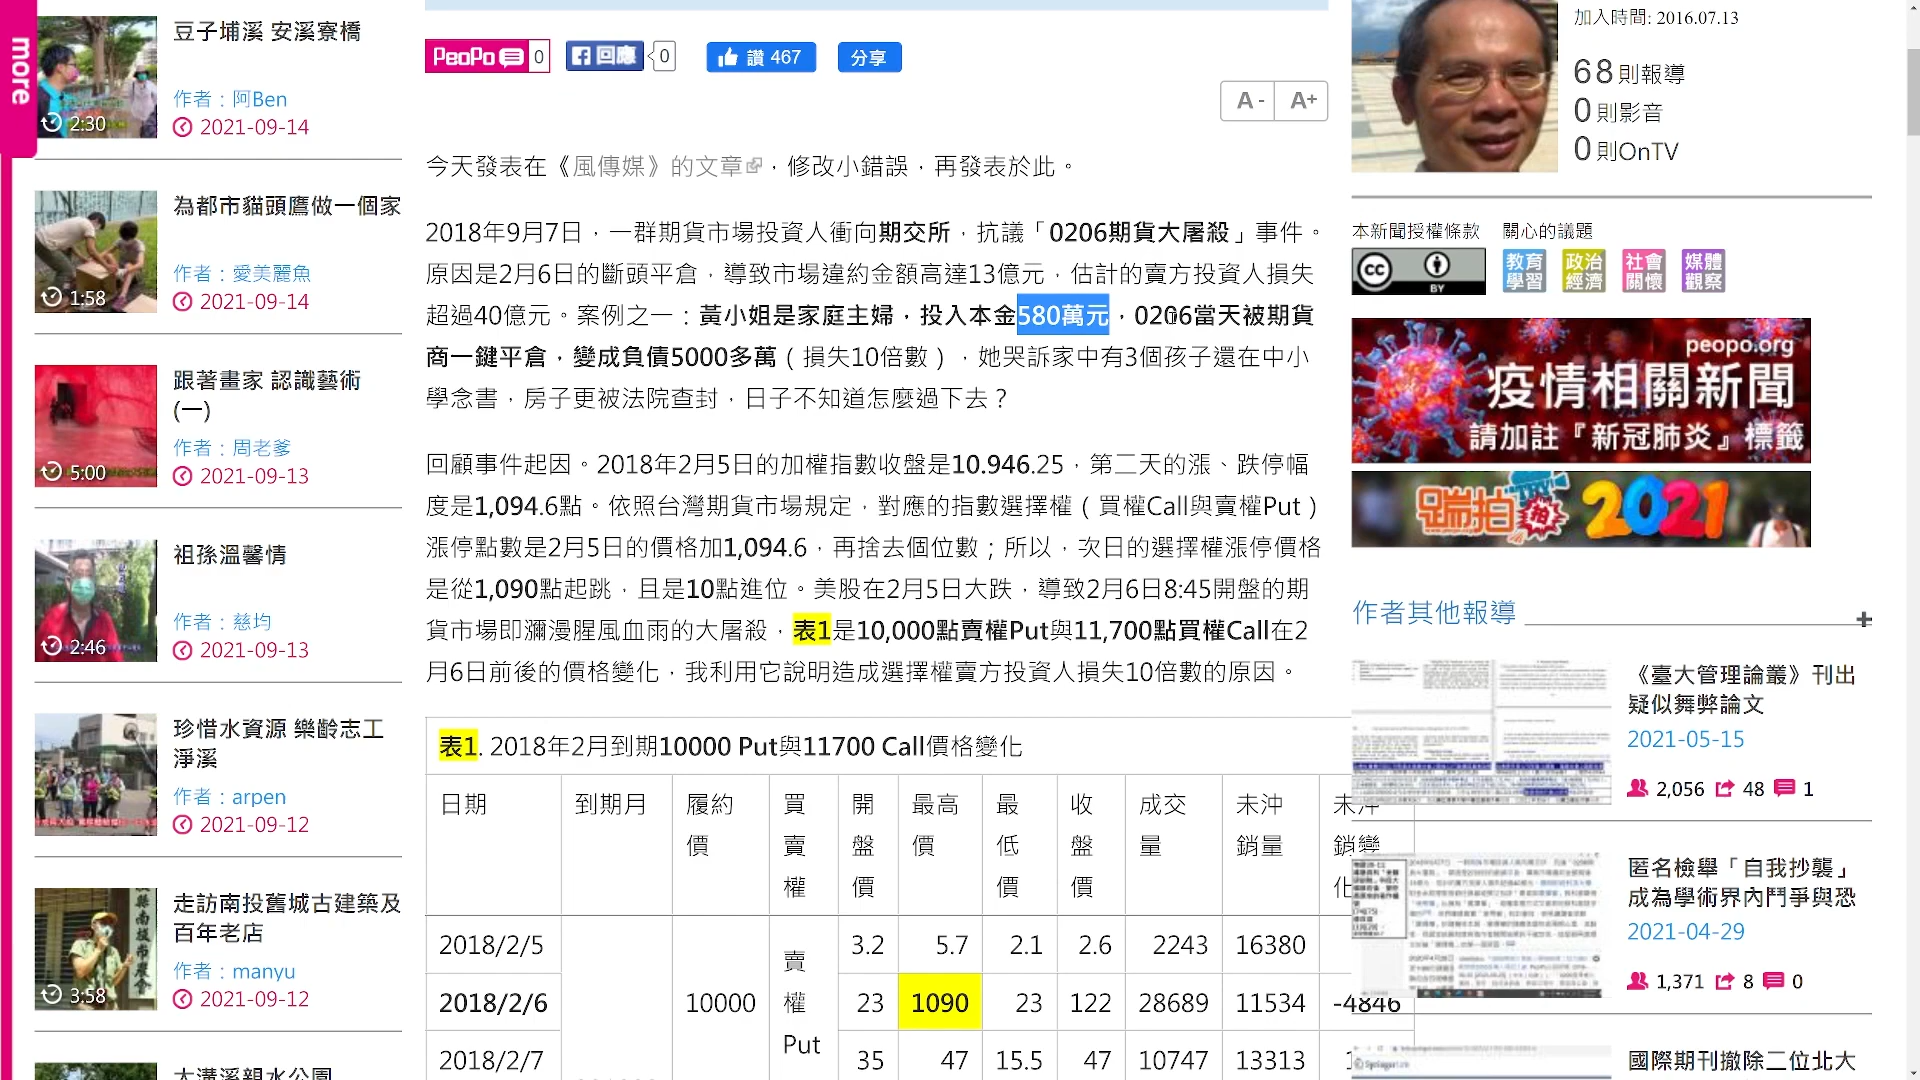 more
豆子埔溪 安溪寮橋
2:30
作者：阿Ben
2021-09-14
為都市貓頭鷹做一個家
1:58
作者：愛美麗魚
2021-09-14
跟著畫家 認識藝術
(一)
5:00
作者：周老爹
2021-09-13
祖孫溫馨情
2:46
作者：慈均
2021-09-13
珍惜水資源 樂齡志工
淨溪
作者：arpen
2021-09-12
走訪南投舊城古建築及
百年老店
3:58
作者：manyu
2021-09-12
大溝溪親水公園
PeoPo 0
回應 0
讚 467
分享
A -
A+
今天發表在《風傳媒》的文章，修改小錯誤，再發表於此。
2018年9月7日，一群期貨市場投資人衝向期交所，抗議「0206期貨大屠殺」事件。
原因是2月6日的斷頭平倉，導致市場違約金額高達13億元，估計的賣方投資人損失
超過40億元。案例之一：黃小姐是家庭主婦，投入本金580萬元，0206當天被期貨
商一鍵平倉，變成負債5000多萬（損失10倍數），她哭訴家中有3個孩子還在中小
學念書，房子更被法院查封，日子不知道怎麼過下去？
回顧事件起因。2018年2月5日的加權指數收盤是10.946.25，第二天的漲、跌停幅
度是1,094.6點。依照台灣期貨市場規定，對應的指數選擇權（買權Call與賣權Put）
漲停點數是2月5日的價格加1,094.6，再捨去個位數；所以，次日的選擇權漲停價格
是從1,090點起跳，且是10點進位。美股在2月5日大跌，導致2月6日8:45開盤的期
貨市場即瀰漫腥風血雨的大屠殺，表1是10,000點賣權Put與11,700點買權Call在2
月6日前後的價格變化，我利用它說明造成選擇權賣方投資人損失10倍數的原因。
表1. 2018年2月到期10000 Put與11700 Call價格變化
日期 到期月 履約價 買賣權 開盤價 最高價 最低價 收盤價 成交量 未沖銷量 未沖銷變化
2018/2/5 3.2 5.7 2.1 2.6 2243 16380
2018/2/6 10000 賣權Put 23 1090 23 122 28689 11534 -4846
2018/2/7 35 47 15.5 47 10747 13313
加入時間: 2016.07.13
68則報導
0則影音
0則OnTV
本新聞授權條款 關心的議題
cc BY
教育學習
政治經濟
社會關懷
媒體觀察
peopo.org
疫情相關新聞
請加註『新冠肺炎』標籤
踹拍 TRY 拍 2021
作者其他報導 +
《臺大管理論叢》刊出
疑似舞弊論文
2021-05-15
2,056 48 1
匿名檢舉「自我抄襲」
成為學術界內鬥爭與恐
2021-04-29
1,371 8 0
國際期刊撤除二位北大